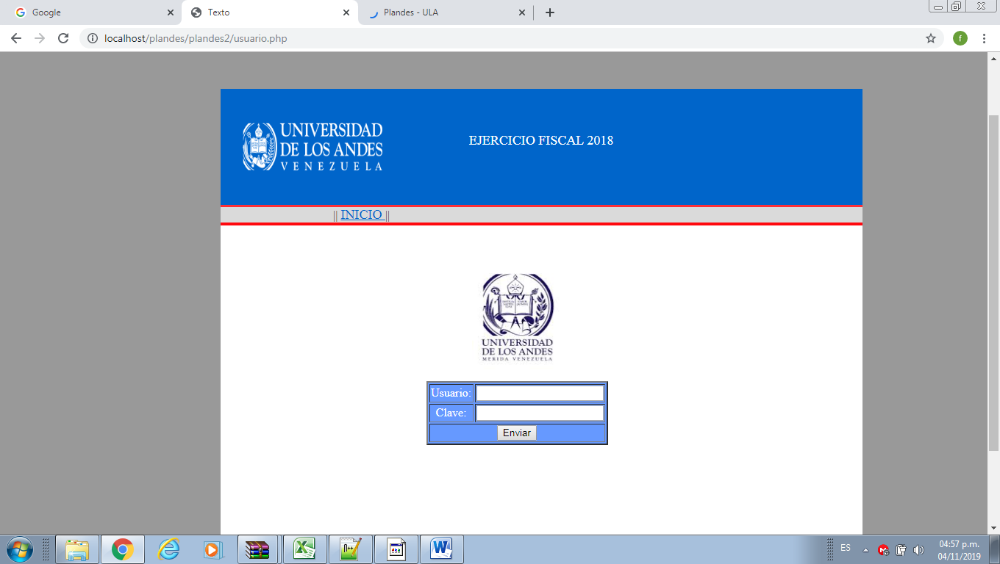 Google
Texto
Plandes - ULA
localhost/plandes/plandes2/usuario.php
f
UNIVERSIDAD
DE LOS ANDES
VENEZUELA
EJERCICIO FISCAL 2018
|| INICIO ||
UNIVERSIDAD
DE LOS ANDES
MERIDA VENEZUELA
Usuario:
Clave:
Enviar
ES
04:57 p.m.
04/11/2019